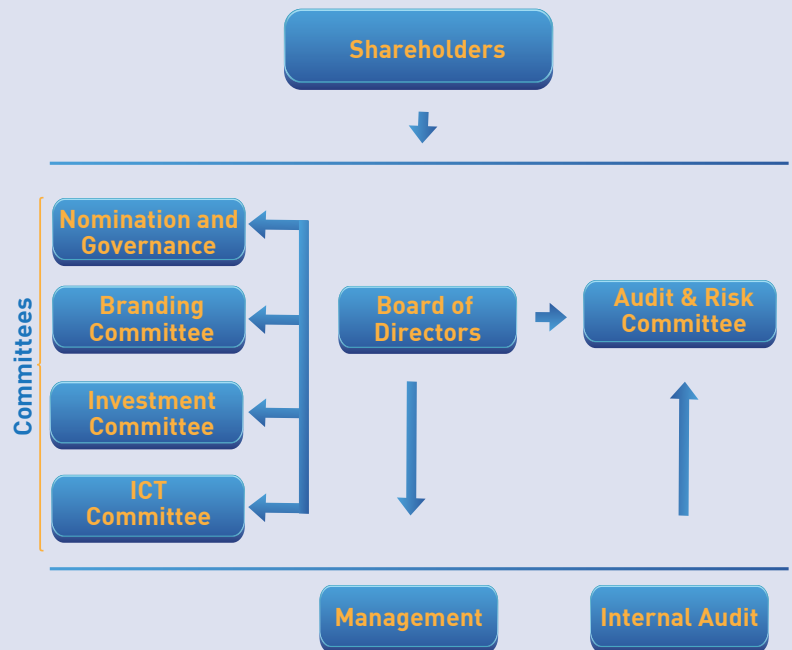 Shareholders
Committees
Nomination and
Governance
Branding
Committee
Investment
Committee
ICT
Committee
Board of
Directors
Audit & Risk
Committee
Management
Internal Audit